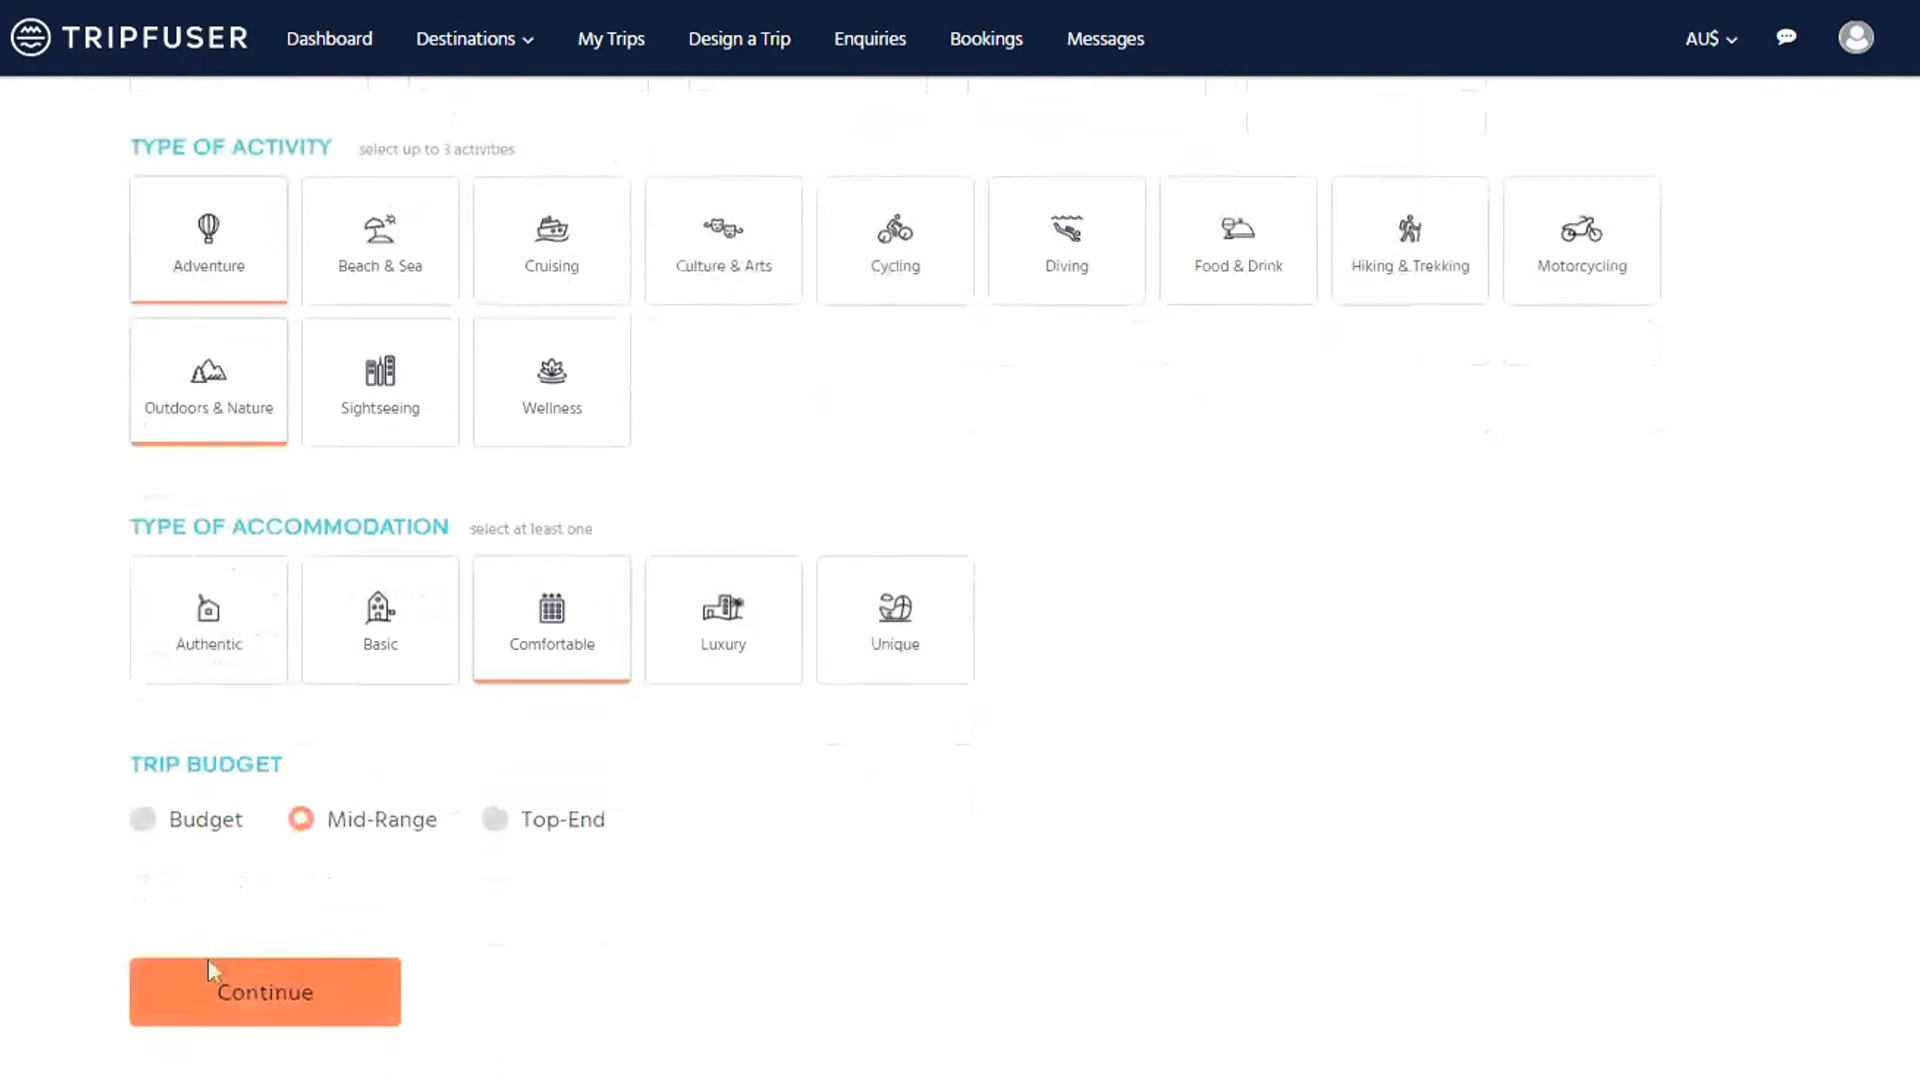 TRIPFUSER Dashboard Destinations My Trips Design a Trip Enquiries Bookings Messages AU$
TYPE OF ACTIVITY select up to 3 activities
Adventure Beach & Sea Cruising Culture & Arts Cycling Diving Food & Drink Hiking & Trekking Motorcycling
Outdoors & Nature Sightseeing Wellness
TYPE OF ACCOMMODATION select at least one
Authentic Basic Comfortable Luxury Unique
TRIP BUDGET
Budget Mid-Range Top-End
Continue